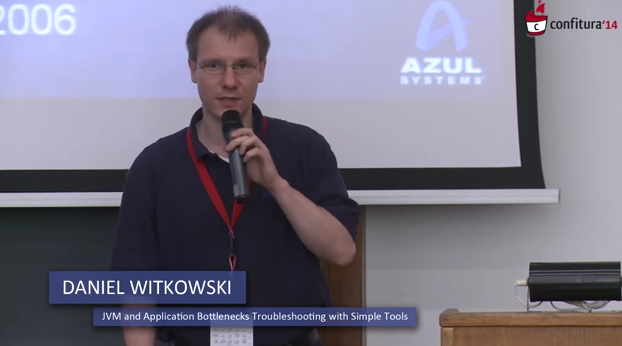 2006
AZUL
SYSTEMS
C
confitura'14
DANIEL WITKOWSKI
JVM and Application Bottlenecks Troubleshooting with Simple Tools